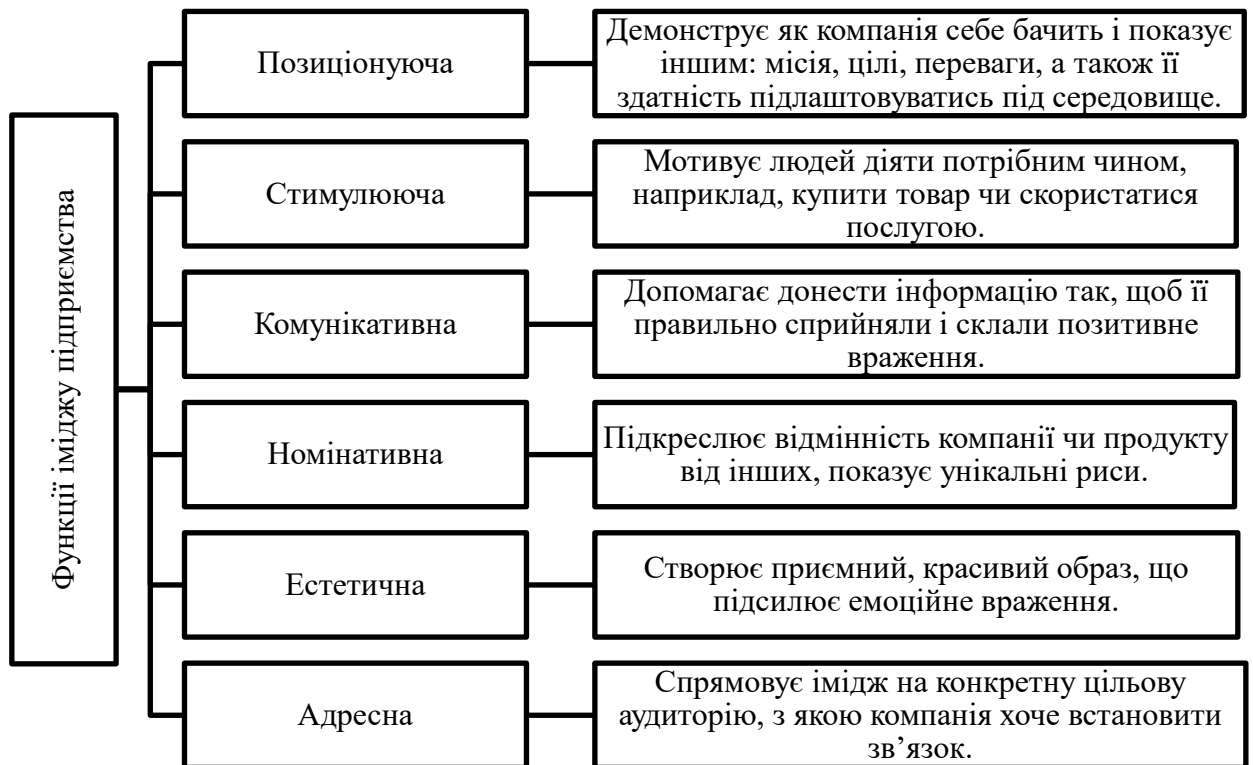 Функції іміджу підприємства
Позиціонуюча
Демонструє як компанія себе бачить і показує
іншим: місія, цілі, переваги, а також її
здатність підлаштовуватись під середовище.
Стимулююча
Мотивує людей діяти потрібним чином,
наприклад, купити товар чи скористатися
послугою.
Комунікативна
Допомагає донести інформацію так, щоб її
правильно сприйняли і склали позитивне
враження.
Номінативна
Підкреслює відмінність компанії чи продукту
від інших, показує унікальні риси.
Естетична
Створює приємний, красивий образ, що
підсилює емоційне враження.
Адресна
Спрямовує імідж на конкретну цільову
аудиторію, з якою компанія хоче встановити
зв’язок.